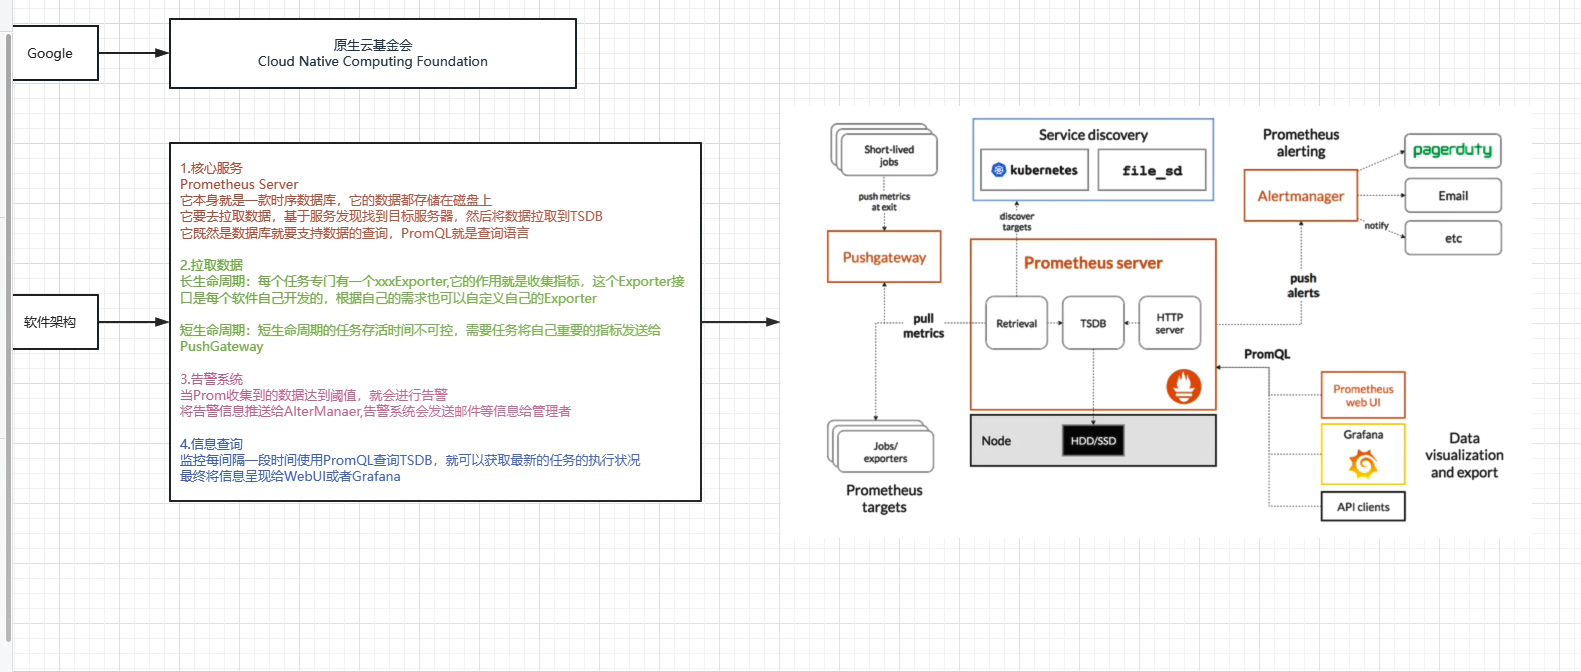 Google
原生云基金会
Cloud Native Computing Foundation
软件架构
1.核心服务
Prometheus Server
它本身就是一款时序数据库，它的数据都存储在磁盘上
它要去拉取数据，基于服务发现找到目标服务器，然后将数据拉取到TSDB
它既然是数据库就要支持数据的查询，PromQL就是查询语言
2.拉取数据
长生命周期：每个任务专门有一个xxxExporter,它的作用就是收集指标，这个Exporter接
口是每个软件自己开发的，根据自己的需求也可以自定义自己的Exporter
短生命周期：短生命周期的任务存活时间不可控，需要任务将自己重要的指标发送给
PushGateway
3.告警系统
当Prom收集到的数据达到阈值，就会进行告警
将告警信息推送给AlterManaer,告警系统会发送邮件等信息给管理者
4.信息查询
监控每间隔一段时间使用PromQL查询TSDB，就可以获取最新的任务的执行状况
最终将信息呈现给WebUI或者Grafana
Short-lived
jobs
push metrics
at exit
Pushgateway
pull
metrics
Jobs/
exporters
Prometheus
targets
Service discovery
kubernetes
file_sd
discover
targets
Prometheus server
Retrieval
TSDB
HTTP
server
Node
HDD/SSD
Prometheus
alerting
Alertmanager
pagerduty
Email
etc
notify
push
alerts
PromQL
Prometheus
web UI
Grafana
API clients
Data
visualization
and export